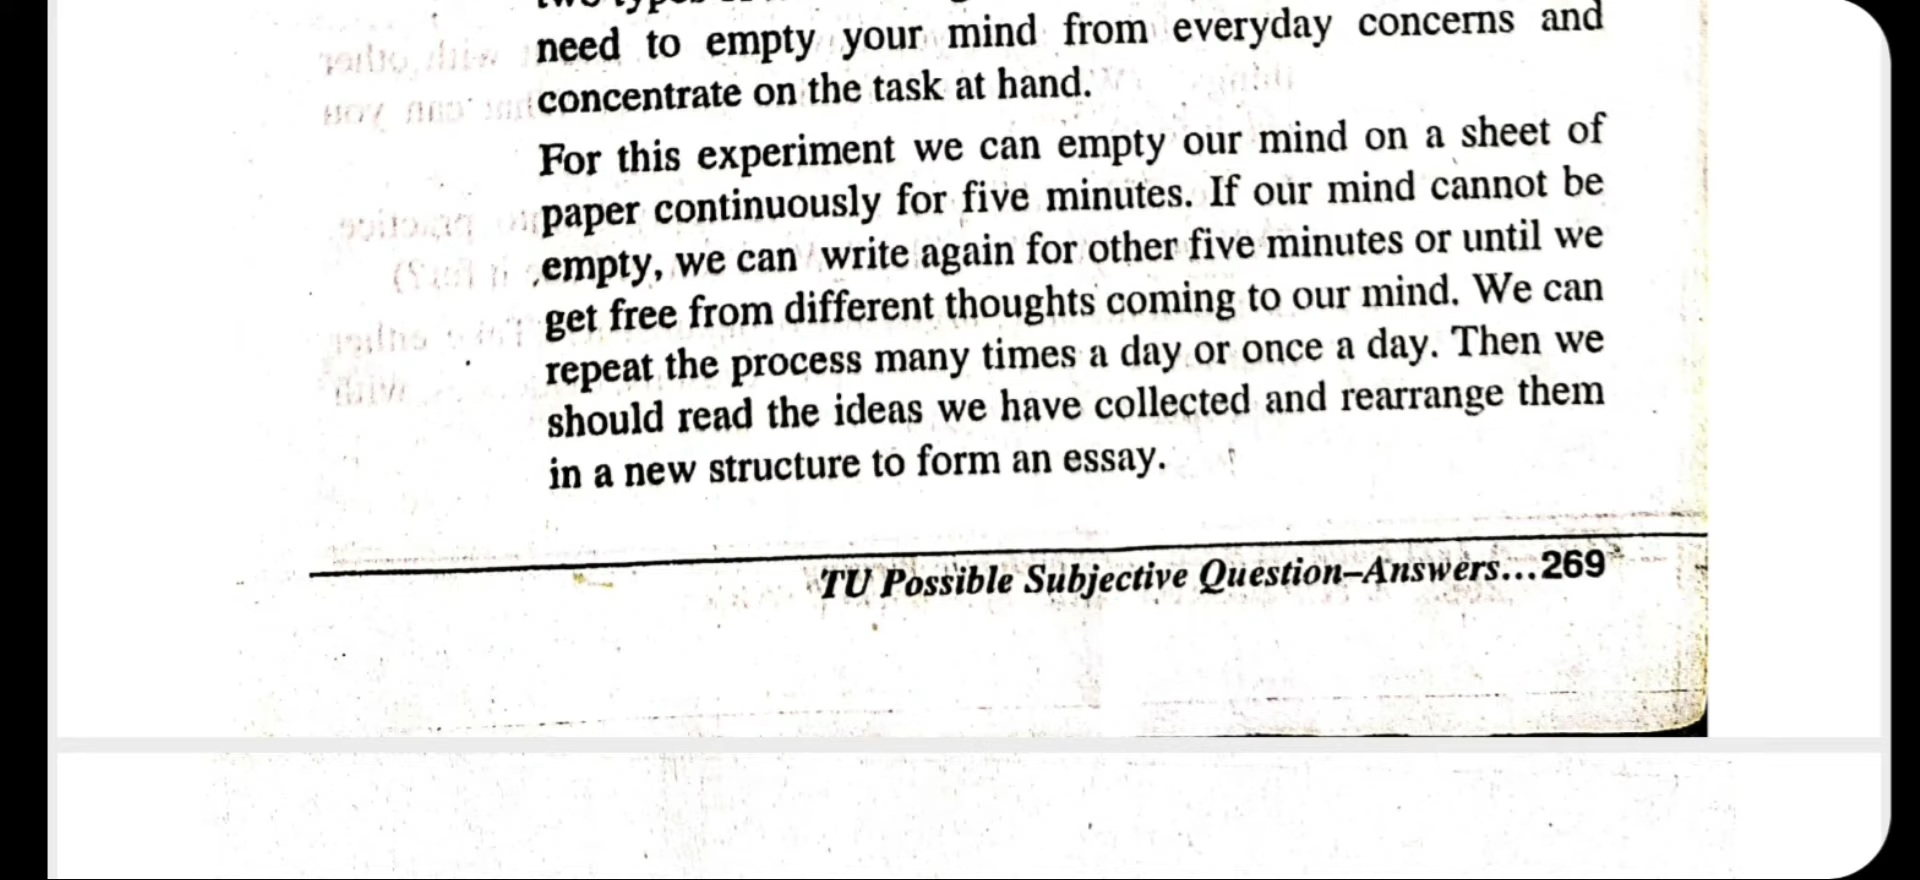 two types
need to empty your mind from everyday concerns and
concentrate on the task at hand.
For this experiment we can empty our mind on a sheet of
paper continuously for five minutes. If our mind cannot be
empty, we can write again for other five minutes or until we
get free from different thoughts coming to our mind. We can
repeat the process many times a day or once a day. Then we
should read the ideas we have collected and rearrange them
in a new structure to form an essay.
TU Possible Subjective Question–Answers...269